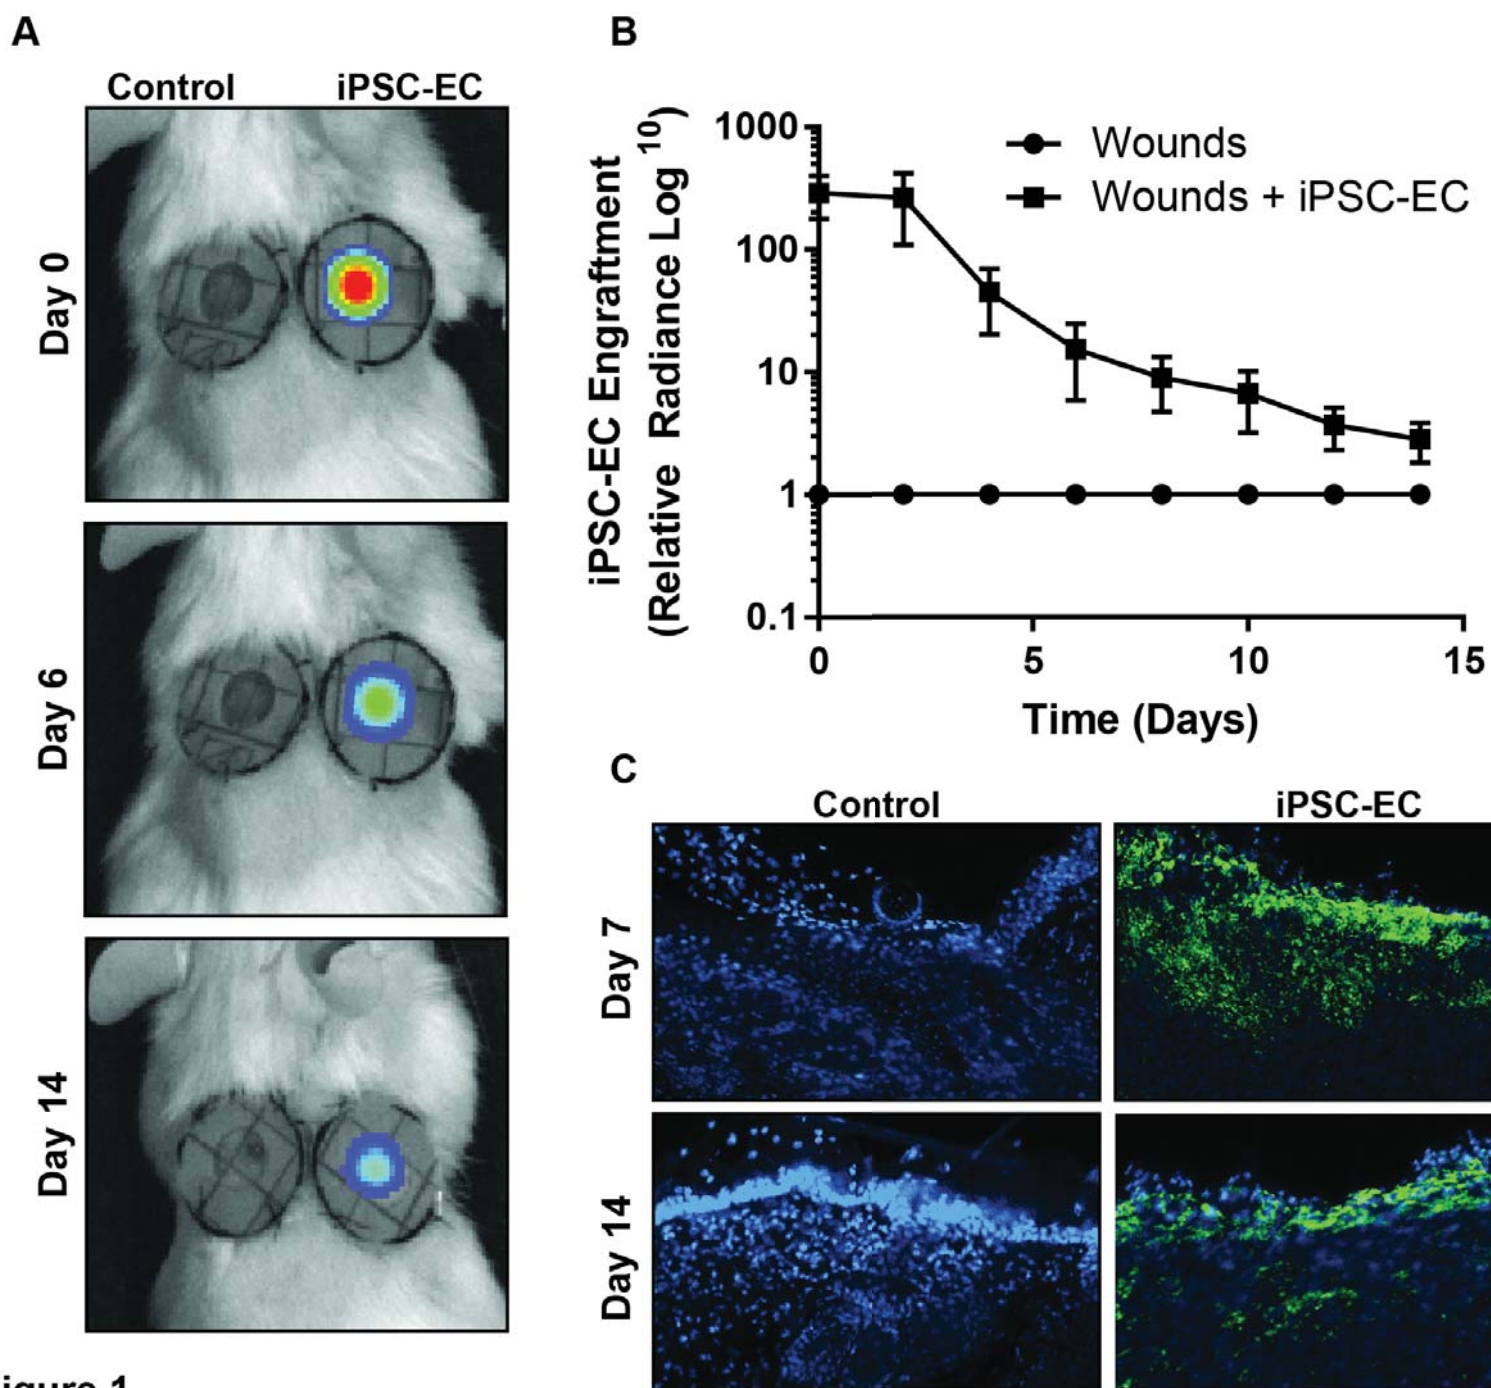 A
Control iPSC-EC
Day 0
Day 6
Day 14
B
iPSC-EC Engraftment
(Relative Radiance Log 10)
1000
100
10
1
0.1
Wounds
Wounds + iPSC-EC
0 5 10 15
Time (Days)
C
Control iPSC-EC
Day 7
Day 14
igure 1